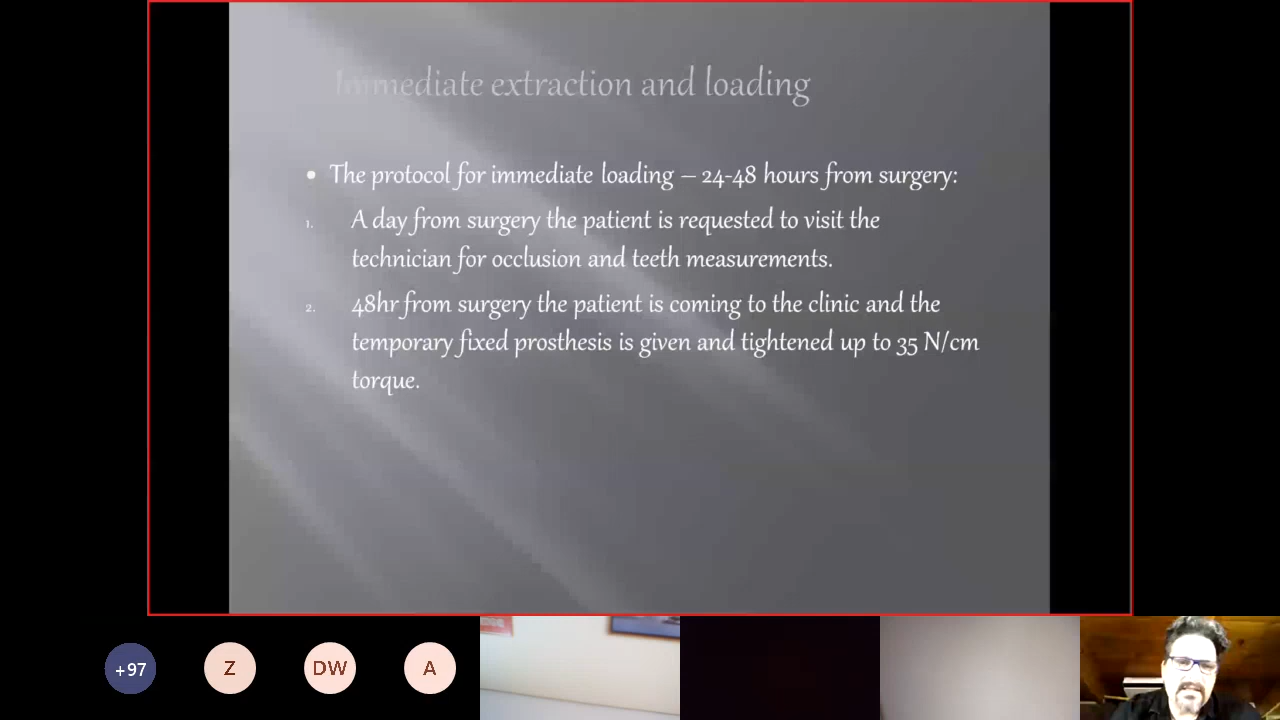 Immediate extraction and loading
• The protocol for immediate loading – 24-48 hours from surgery:
1. A day from surgery the patient is requested to visit the
technician for occlusion and teeth measurements.
2. 48hr from surgery the patient is coming to the clinic and the
temporary fixed prosthesis is given and tightened up to 35 N/cm
torque.
+97 Z DW A